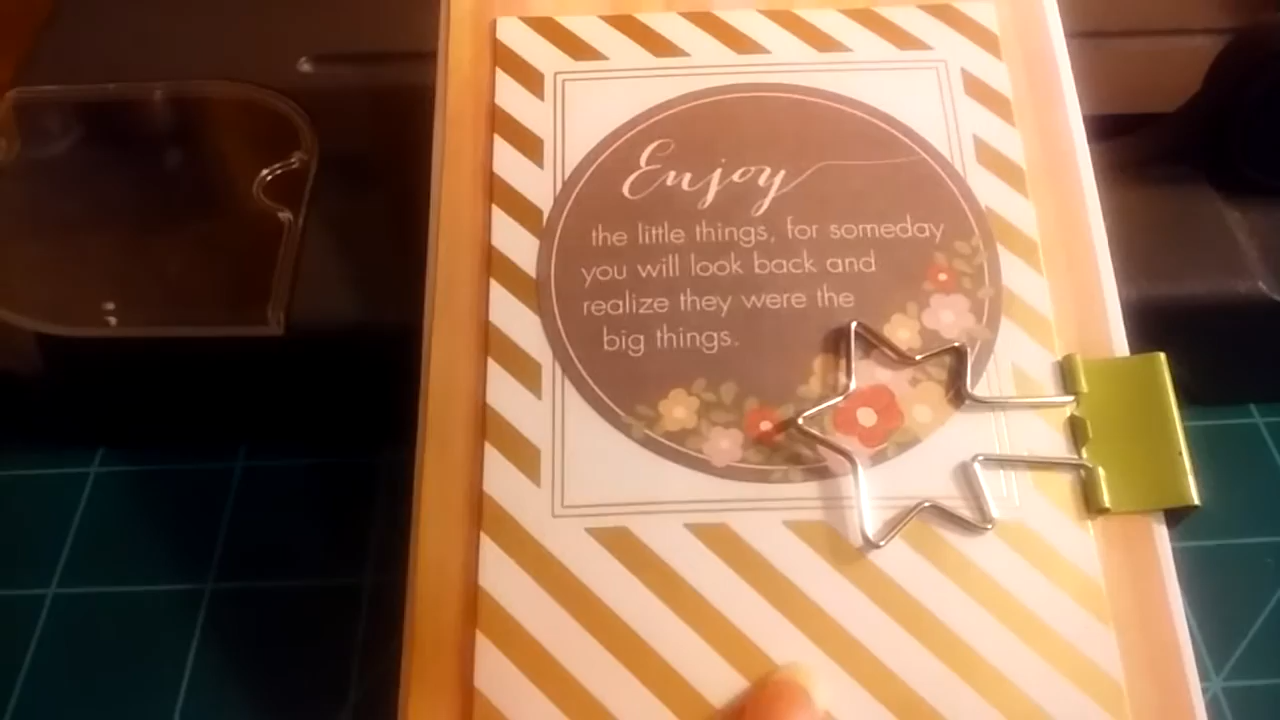 Enjoy
the little things, for someday
you will look back and
realize they were the
big things.